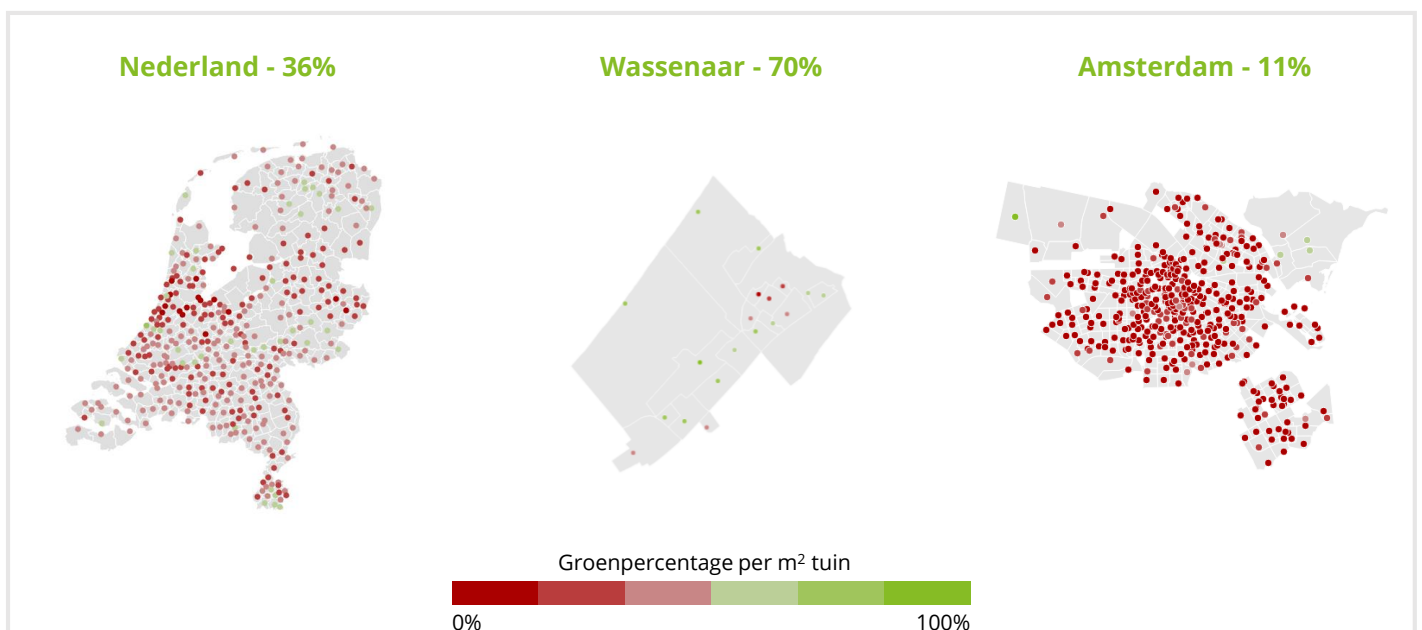 Nederland - 36%
Wassenaar - 70%
Amsterdam - 11%
Groenpercentage per m² tuin
0%
100%